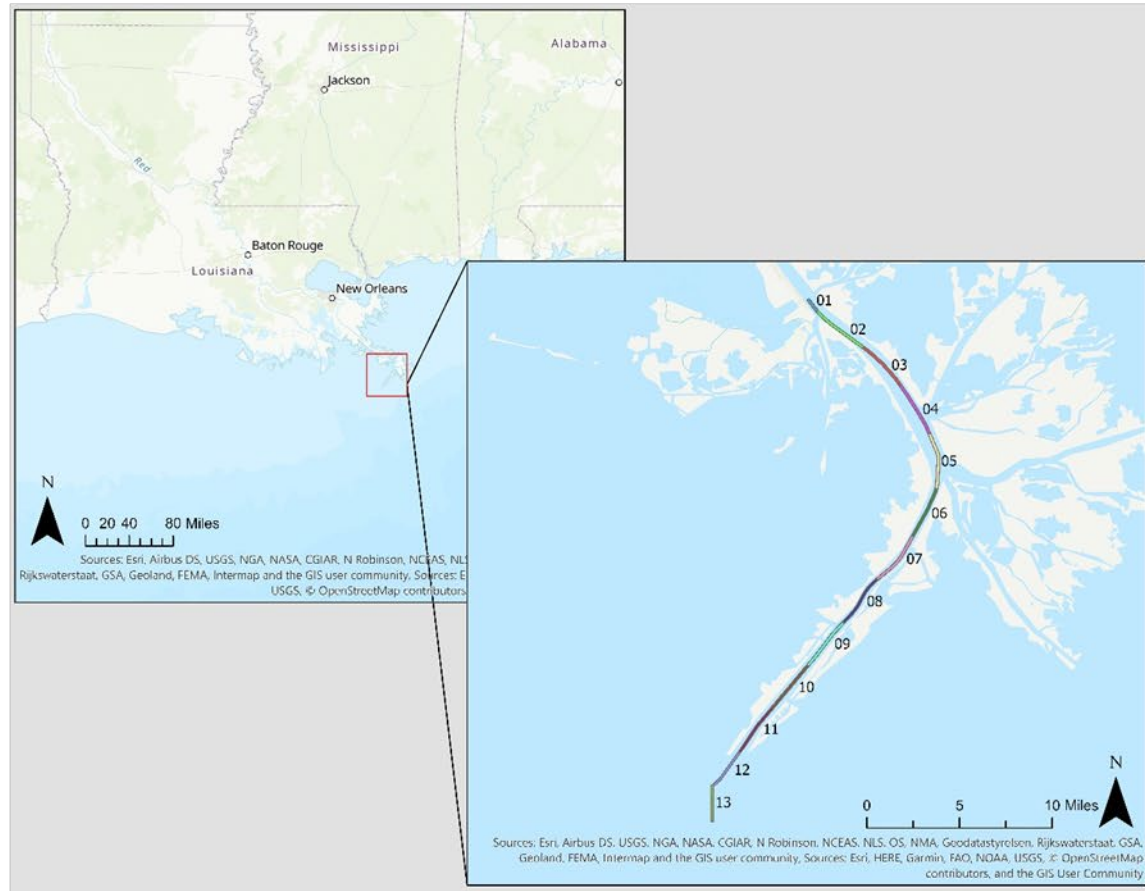 Mississippi
Alabama
Jackson
Red
Baton Rouge
Louisiana
New Orleans
N
0 20 40 80 Miles
Sources: Esri, Airbus DS, USGS, NGA, NASA, CGIAR, N Robinson, NCEAS, NLS
Rijkswaterstaat, GSA, Geoland, FEMA, Intermap and the GIS user community, Sources: E
USGS, © OpenStreetMap contributors
01
02
03
04
05
06
07
08
09
10
11
12
13
N
0 5 10 Miles
Sources: Esri, Airbus DS, USGS, NGA, NASA, CGIAR, N Robinson, NCEAS, NLS, OS, NMA, Geodatastyrelsen, Rijkswaterstaat, GSA,
Geoland, FEMA, Intermap and the GIS user community, Sources: Esri, HERE, Garmin, FAO, NOAA, USGS, © OpenStreetMap
contributors, and the GIS User Community